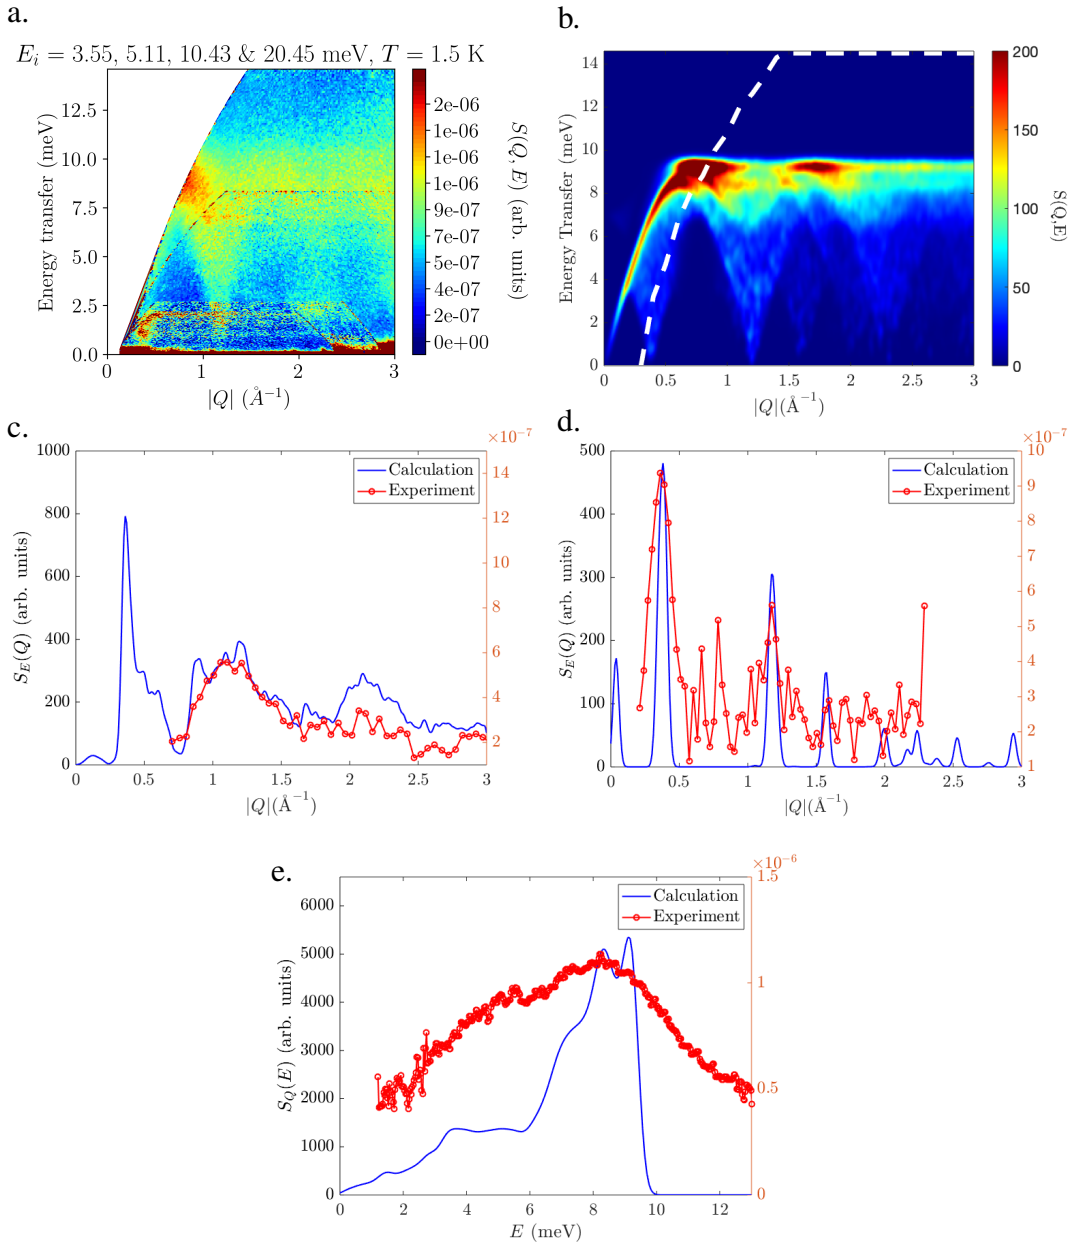 a.
E_i = 3.55, 5.11, 10.43 & 20.45 meV, T = 1.5 K
12.5
10.0
7.5
5.0
2.5
0.0
Energy transfer (meV)
0 1 2 3
|Q| (Å⁻¹)
2e-06
1e-06
1e-06
1e-06
9e-07
7e-07
5e-07
4e-07
2e-07
0e+00
S(Q, E) (arb. units)
b.
14
12
10
8
6
4
2
0
Energy Transfer (meV)
0 0.5 1 1.5 2 2.5 3
|Q|(Å⁻¹)
200
150
100
50
0
S(Q,E)
c.
1000
800
600
400
200
0
S_E(Q) (arb. units)
0 0.5 1 1.5 2 2.5 3
|Q|(Å⁻¹)
×10⁻⁷
14
12
10
8
6
4
2
Calculation
Experiment
d.
500
400
300
200
100
0
S_E(Q) (arb. units)
0 0.5 1 1.5 2 2.5 3
|Q|(Å⁻¹)
×10⁻⁷
10
9
8
7
6
5
4
3
2
1
Calculation
Experiment
e.
6000
5000
4000
3000
2000
1000
0
S_Q(E) (arb. units)
0 2 4 6 8 10 12
E (meV)
×10⁻⁶
1.5
1
0.5
0
Calculation
Experiment